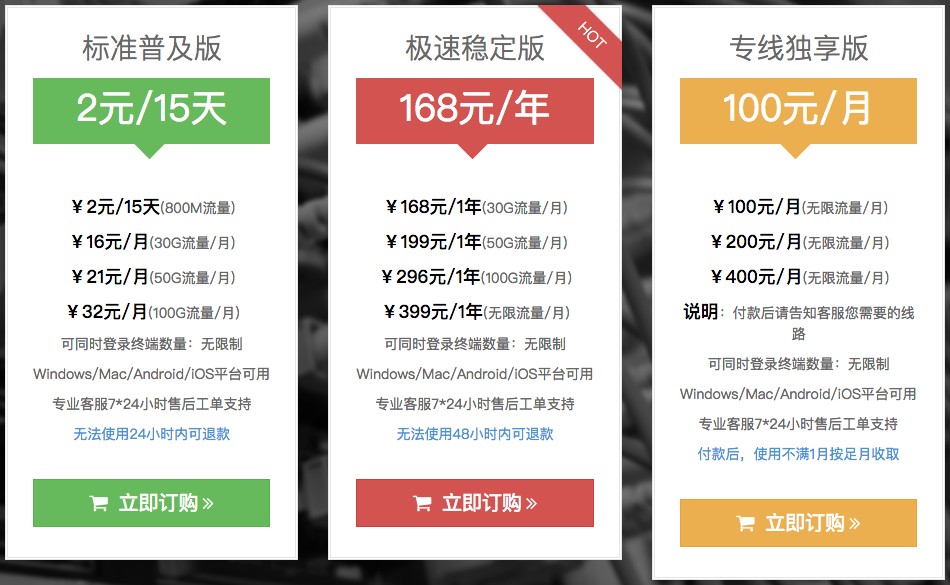 标准普及版
2元/15天
￥2元/15天(800M流量)
￥16元/月(30G流量/月)
￥21元/月(50G流量/月)
￥32元/月(100G流量/月)
可同时登录终端数量：无限制
Windows/Mac/Android/iOS平台可用
专业客服7*24小时售后工单支持
无法使用24小时内可退款
立即订购»
极速稳定版
HOT
168元/年
￥168元/1年(30G流量/月)
￥199元/1年(50G流量/月)
￥296元/1年(100G流量/月)
￥399元/1年(无限流量/月)
可同时登录终端数量：无限制
Windows/Mac/Android/iOS平台可用
专业客服7*24小时售后工单支持
无法使用48小时内可退款
立即订购»
专线独享版
100元/月
￥100元/月(无限流量/月)
￥200元/月(无限流量/月)
￥400元/月(无限流量/月)
说明：付款后请告知客服您需要的线
路
可同时登录终端数量：无限制
Windows/Mac/Android/iOS平台可用
专业客服7*24小时售后工单支持
付款后，使用不满1月按足月收取
立即订购»